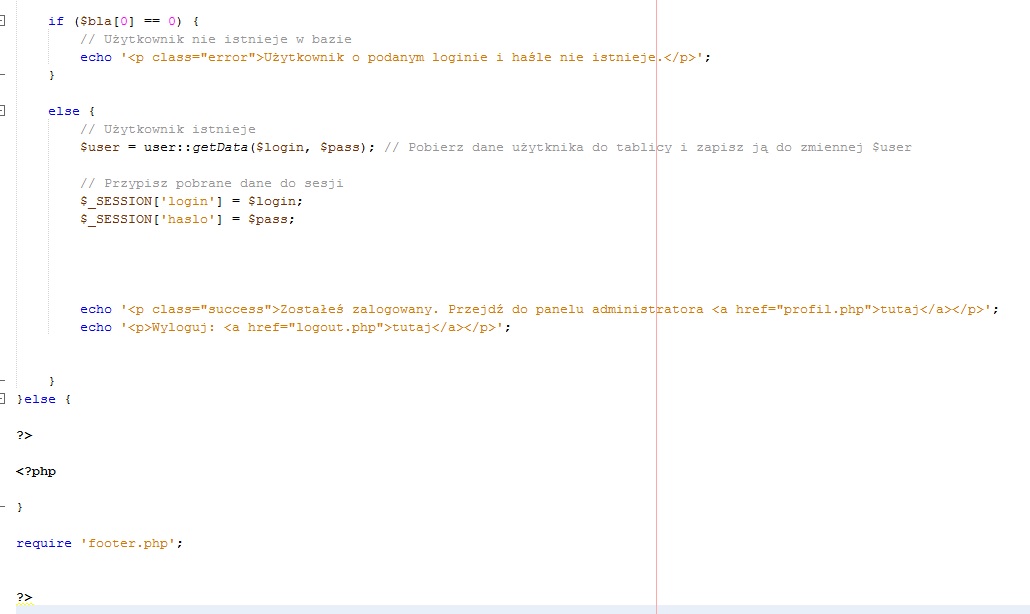 if ($bla[0] == 0) {
// Użytkownik nie istnieje w bazie
echo '<p class="error">Użytkownik o podanym loginie i haśle nie istnieje.</p>';
}
else {
// Użytkownik istnieje
$user = user::getData($login, $pass); // Pobierz dane użytknika do tablicy i zapisz ją do zmiennej $user
// Przypisz pobrane dane do sesji
$_SESSION['login'] = $login;
$_SESSION['haslo'] = $pass;
echo '<p class="success">Zostałeś zalogowany. Przejdź do panelu administratora <a href="profil.php">tutaj</a></p>';
echo '<p>Wyloguj: <a href="logout.php">tutaj</a></p>';
}
}else {
?>
<?php
}
require 'footer.php';
?>